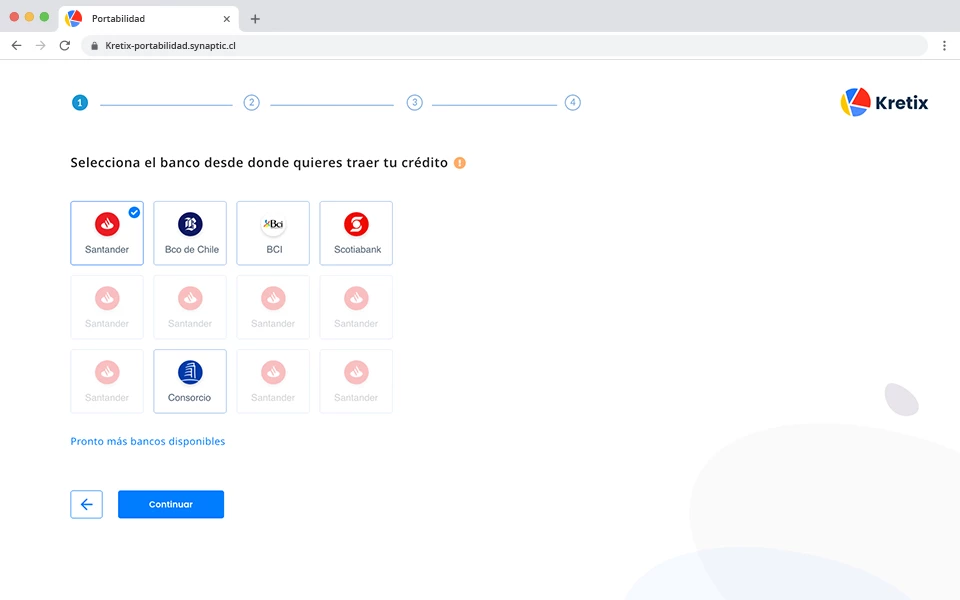 Portabilidad
Kretix-portabilidad.synaptic.cl
1 2 3 4
Kretix
Selecciona el banco desde donde quieres traer tu crédito
Santander Bco de Chile BCI Scotiabank
Santander Santander Santander Santander
Santander Consorcio Santander Santander
Pronto más bancos disponibles
Continuar